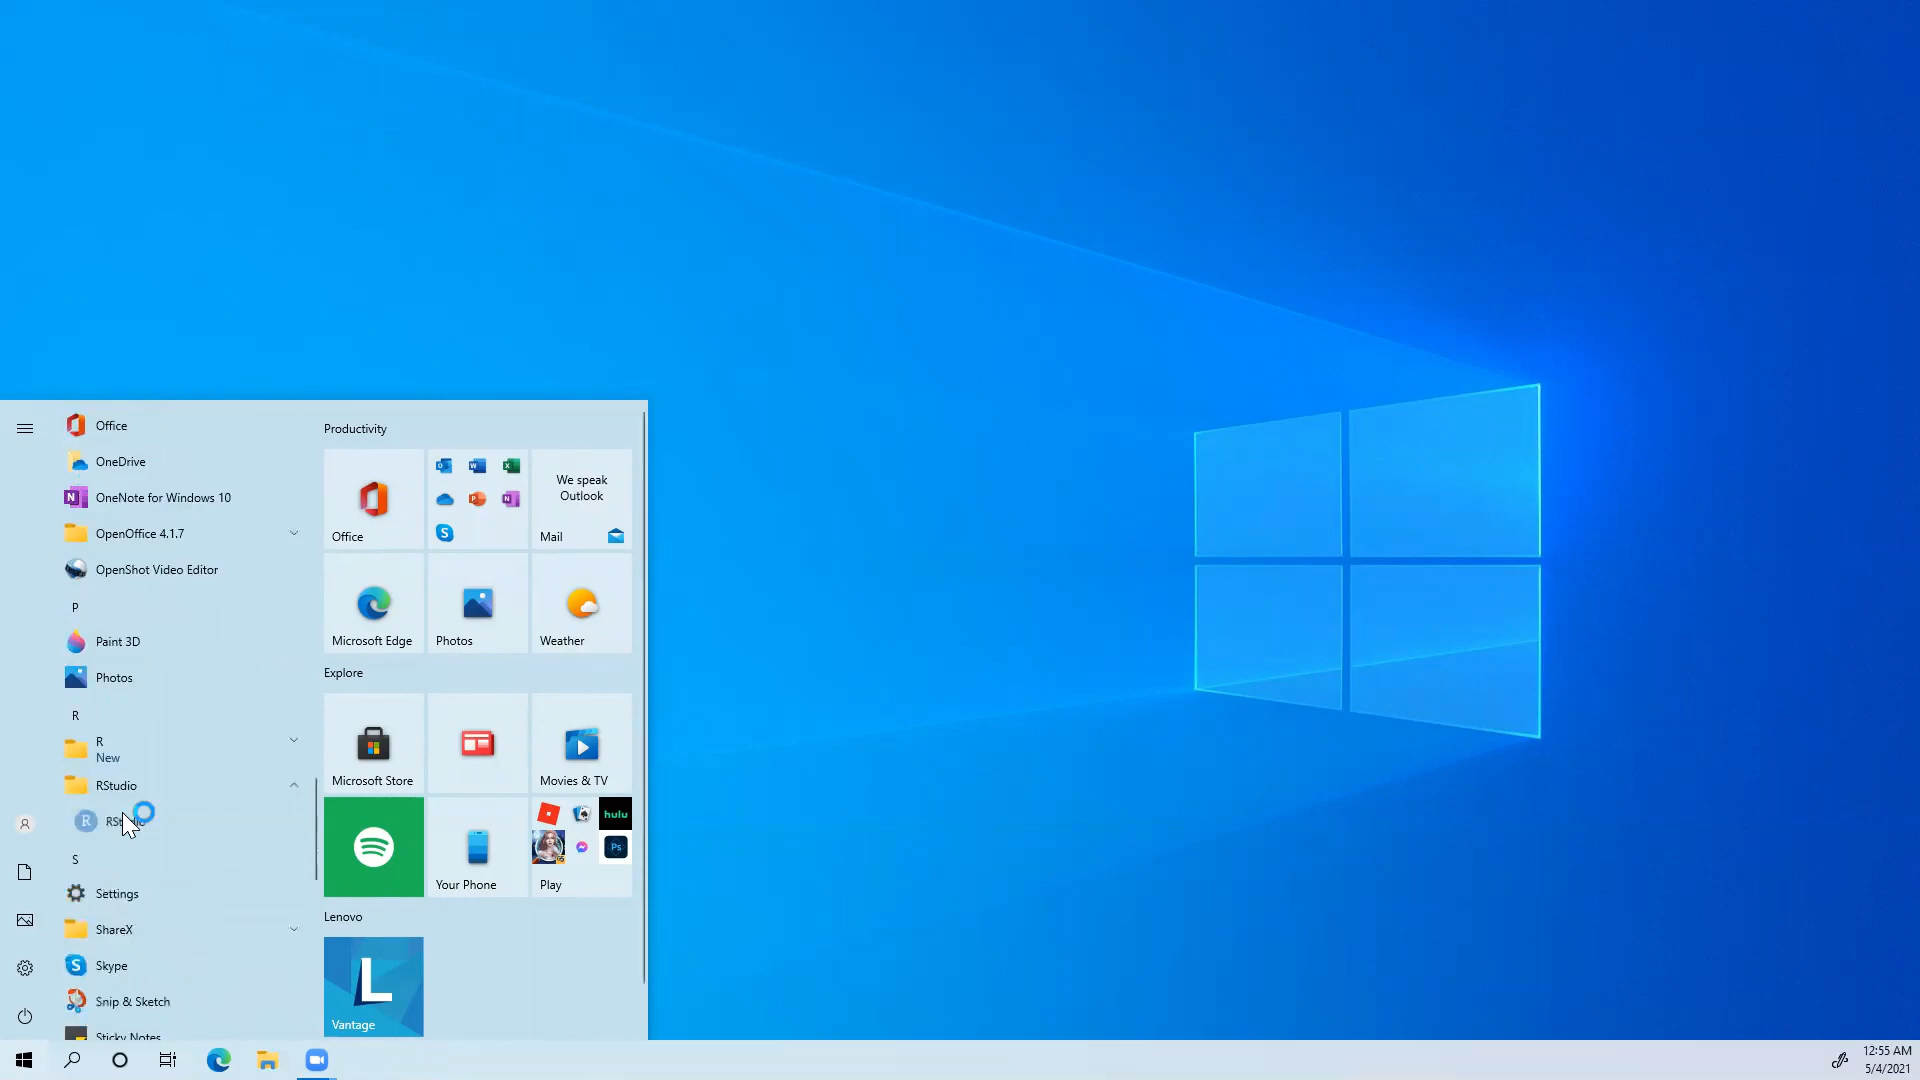 Office
OneDrive
OneNote for Windows 10
OpenOffice 4.1.7
OpenShot Video Editor
P
Paint 3D
Photos
R
R
New
RStudio
S
Settings
ShareX
Skype
Snip & Sketch
Sticky Notes
Productivity
Office
We speak
Outlook
Mail
Microsoft Edge
Photos
Weather
Explore
Microsoft Store
Movies & TV
hulu
Ps
Your Phone
Play
Lenovo
L
Vantage
12:55 AM
5/4/2021